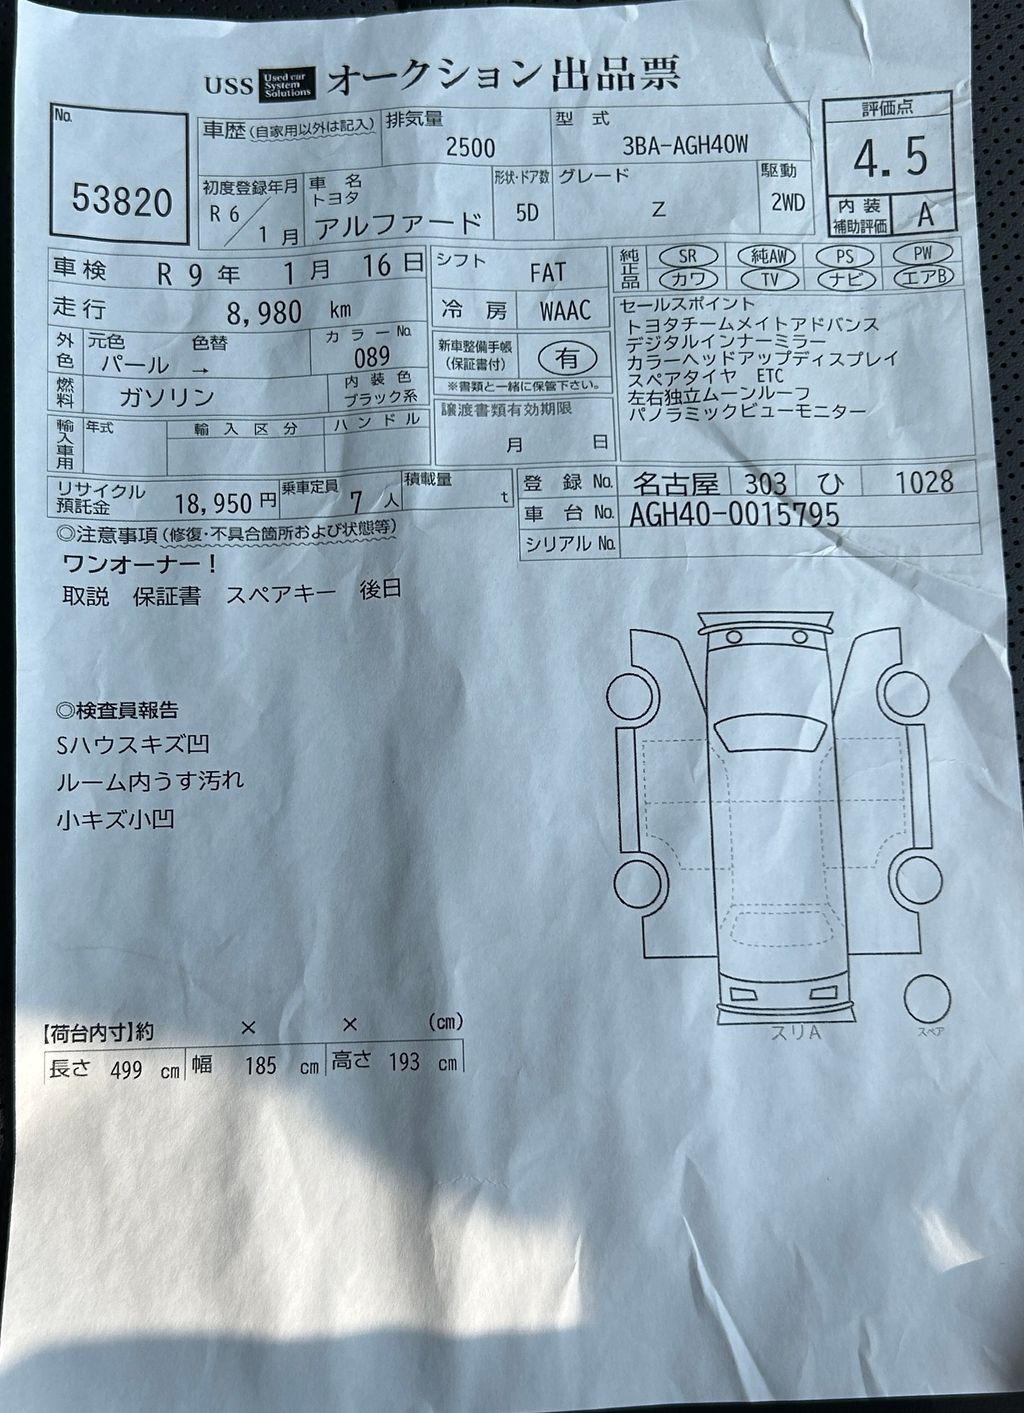 USS Used car System Solutions オークション出品票
No. 53820
車歴(自家用以外は記入)
排気量 2500
型式 3BA-AGH40W
評価点 4.5
内装補助評価 A
初度登録年月 R6/1月
車名 トヨタ アルファード
形状・ドア数 5D
グレード Z
駆動 2WD
車検 R9年 1月 16日
シフト FAT
純正品 SR 純AW PS PW
カワ TV ナビ エアB
走行 8,980 km
冷房 WAAC
外色 元色 パール → 色替
カラーNo. 089
新車整備手帳(保証書付) 有
※書類と一緒に保管下さい。
燃料 ガソリン
内装色 ブラック系
譲渡書類有効期限
月 日
輸入車用 年式 輸入区分 ハンドル
セールスポイント
トヨタチームメイトアドバンス
デジタルインナーミラー
カラーヘッドアップディスプレイ
スペアタイヤ ETC
左右独立ムーンルーフ
パノラミックビューモニター
リサイクル預託金 18,950円
乗車定員 7人
積載量 t
登録No. 名古屋 303 ひ 1028
車台No. AGH40-0015795
シリアルNo.
◎注意事項(修復・不具合箇所および状態等)
ワンオーナー！
取説 保証書 スペアキー 後日
◎検査員報告
Sハウスキズ凹
ルーム内うす汚れ
小キズ小凹
スリA
スペア
【荷台内寸】約 × × (cm)
長さ 499 cm 幅 185 cm 高さ 193 cm